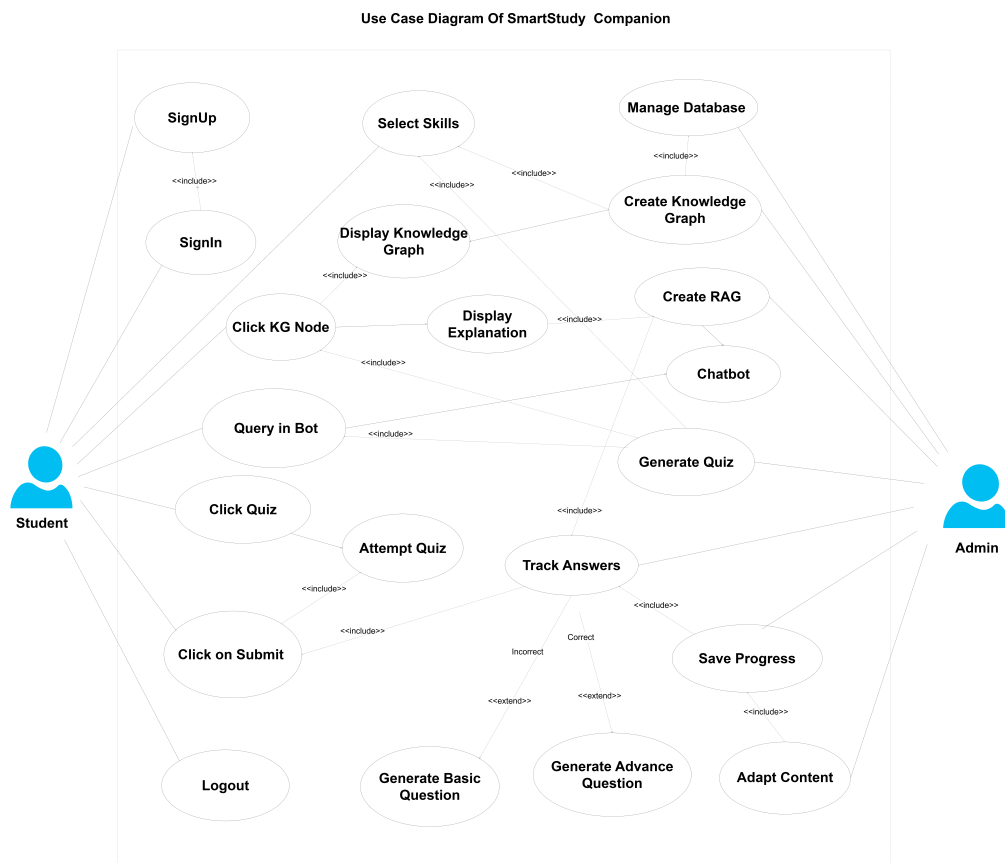 Use Case Diagram Of SmartStudy Companion
SignUp
Select Skills
Manage Database
<<include>>
<<include>>
<<include>>
<<include>>
Create Knowledge
Graph
Display Knowledge
Graph
SignIn
<<include>>
Create RAG
Click KG Node
Display
Explanation
<<include>>
<<include>>
Chatbot
Query in Bot
<<include>>
Generate Quiz
Click Quiz
<<include>>
Student
Attempt Quiz
Admin
Track Answers
<<include>>
<<include>>
<<include>>
Correct
Incorrect
Click on Submit
Save Progress
<<extend>>
<<extend>>
<<include>>
Logout
Generate Basic
Question
Generate Advance
Question
Adapt Content